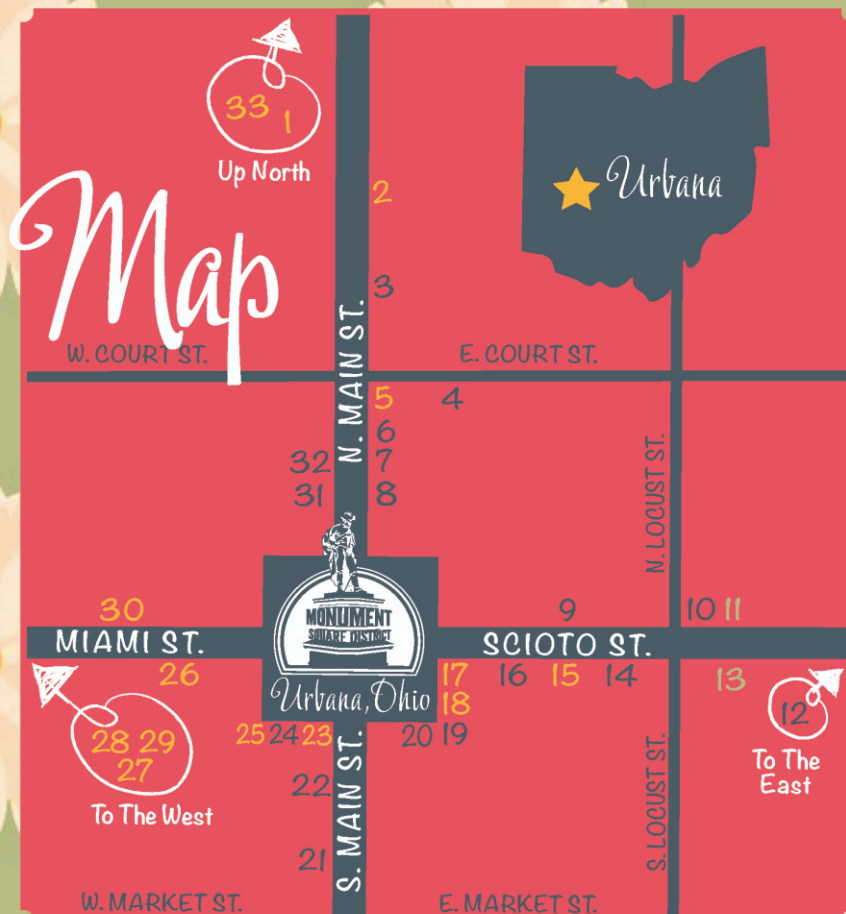 33
1
Up North
Map
Urbana
2
3
N. MAIN ST.
W. COURT ST.
E. COURT ST.
5
4
6
32
7
31
8
N. LOCUST ST.
30
9
10 11
MIAMI ST.
MONUMENT
SQUARE DISTRICT
Urbana, Ohio
SCIOTO ST.
26
17
16
15
14
13
18
28 29
27
To The West
25 24 23
20 19
12
To The
East
22
S. MAIN ST.
S. LOCUST ST.
21
W. MARKET ST.
E. MARKET ST.